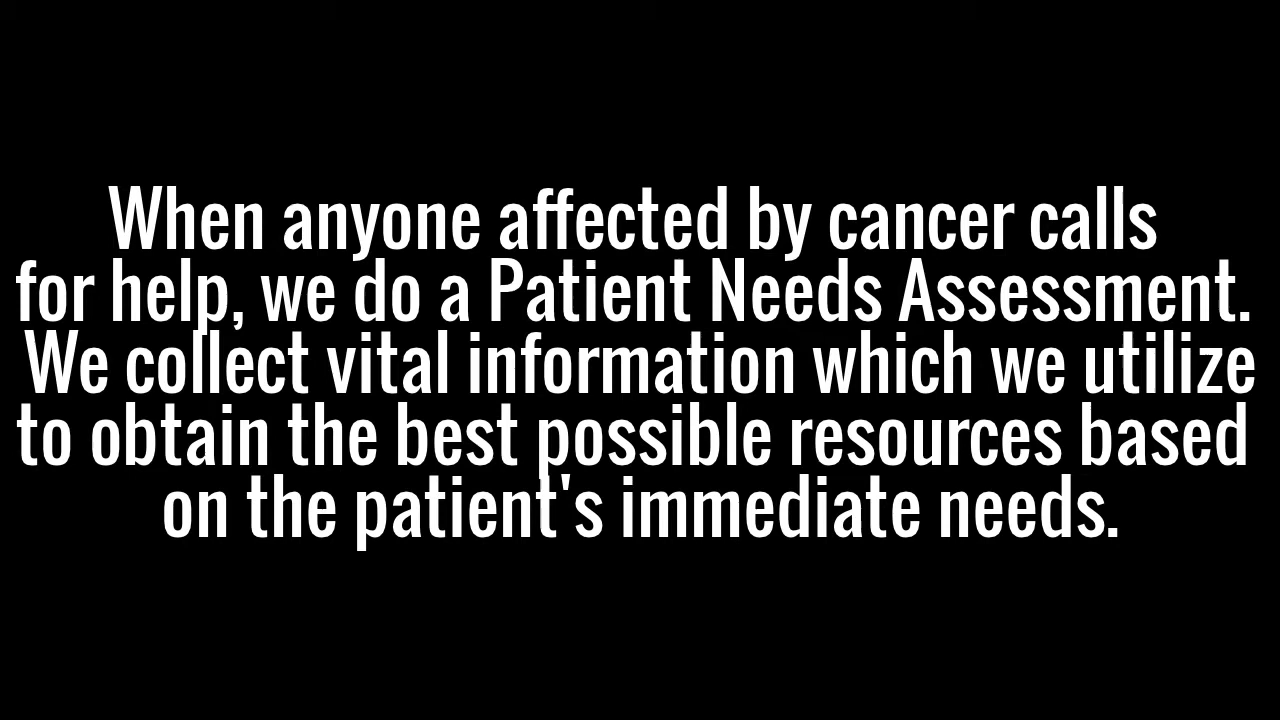 When anyone affected by cancer calls
for help, we do a Patient Needs Assessment.
We collect vital information which we utilize
to obtain the best possible resources based
on the patient's immediate needs.